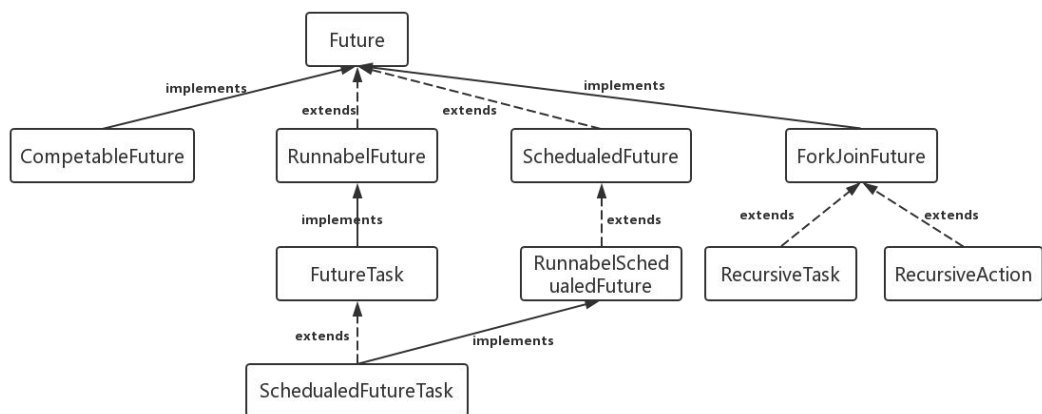 Future
implements
extends
extends
implements
CompetableFuture
RunnabelFuture
SchedualedFuture
ForkJoinFuture
implements
extends
extends
extends
FutureTask
RunnabelSched
ualedFuture
RecursiveTask
RecursiveAction
extends
implements
SchedualedFutureTask